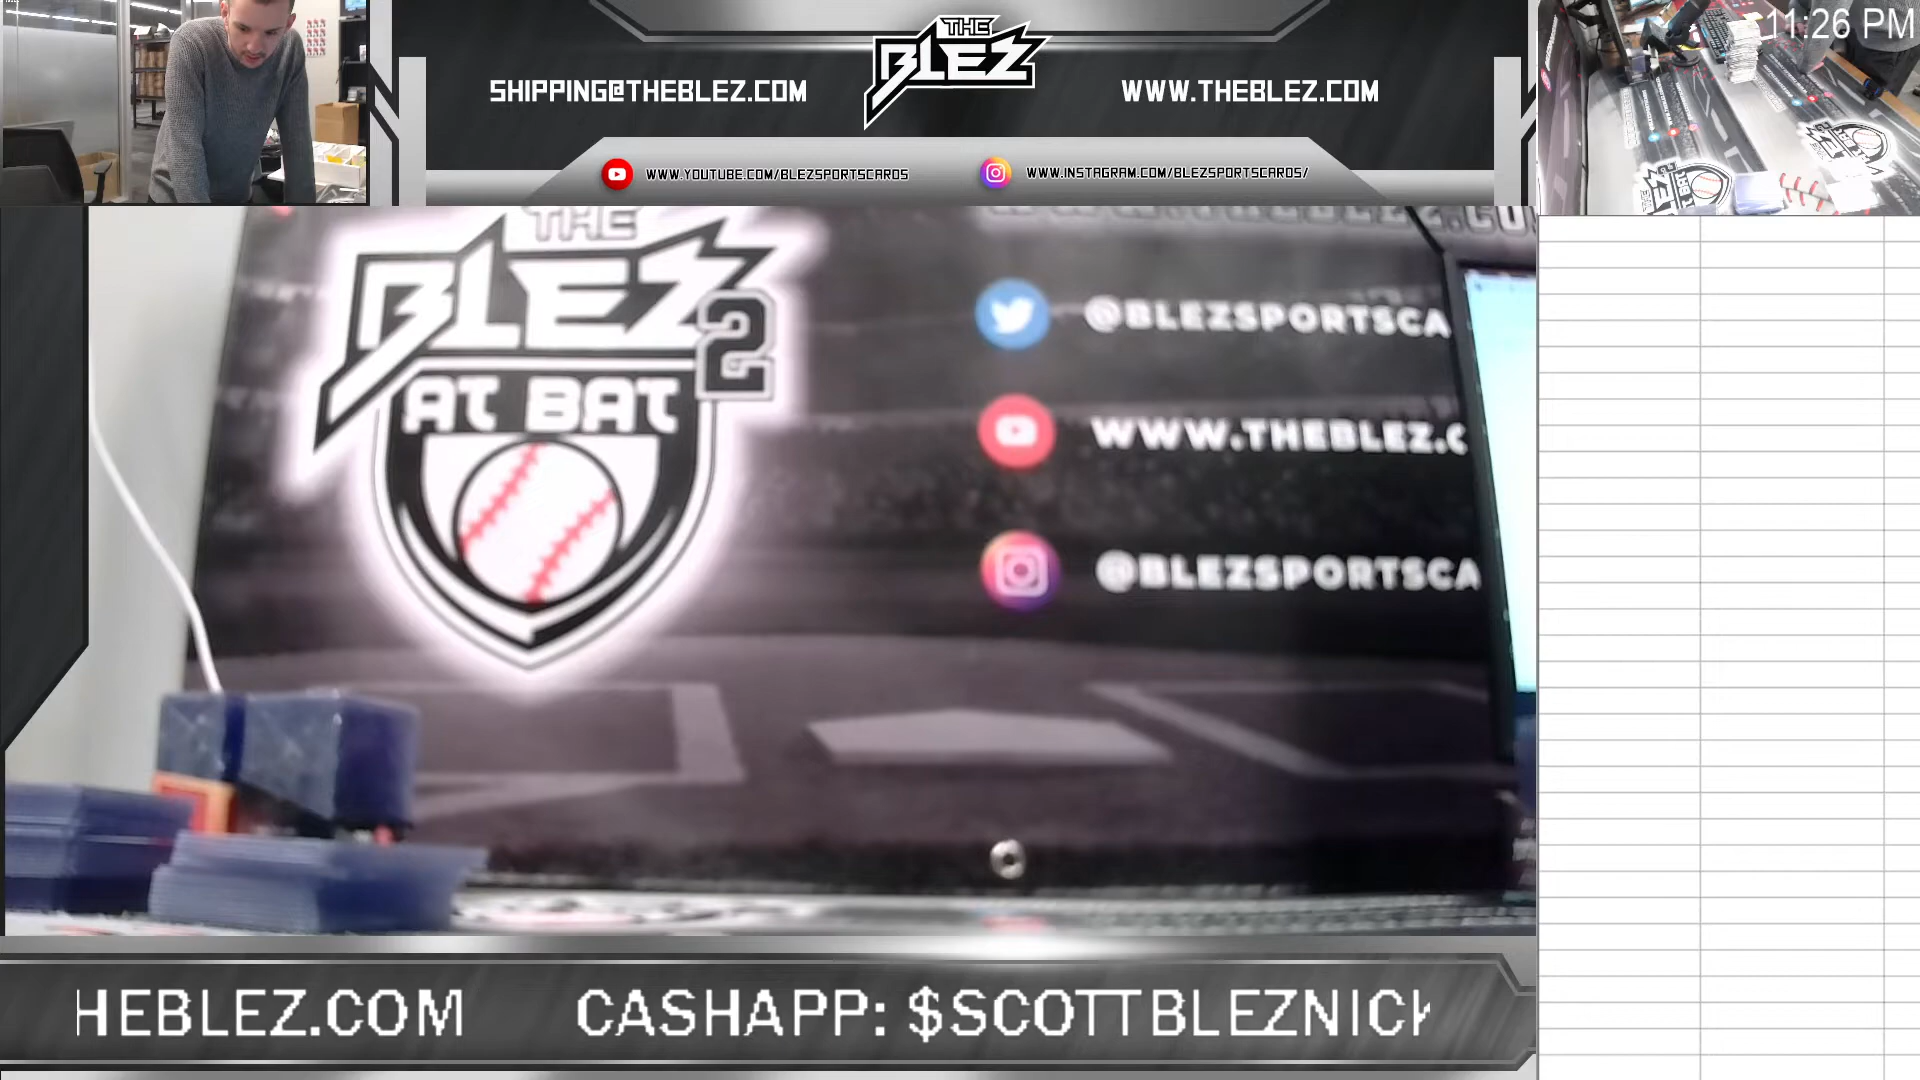 11:26 PM
THE
BLEZ
SHIPPING@THEBLEZ.COM
WWW.THEBLEZ.COM
WWW.YOUTUBE.COM/BLEZSPORTSCARDS
WWW.INSTAGRAM.COM/BLEZSPORTSCARDS/
THE
BLEZ
2
AT BAT
@BLEZSPORTSCA
WWW.THEBLEZ.C
@BLEZSPORTSCA
HEBLEZ.COM CASHAPP: $SCOTTBLEZNICK